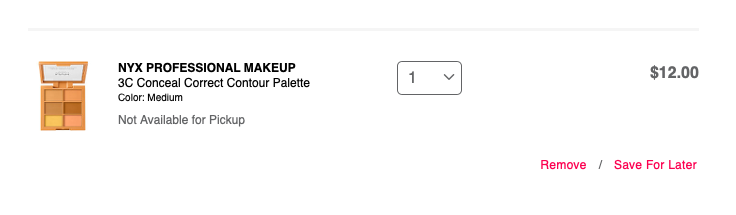 NYX PROFESSIONAL MAKEUP
3C Conceal Correct Contour Palette
Color: Medium
Not Available for Pickup
1
$12.00
Remove / Save For Later